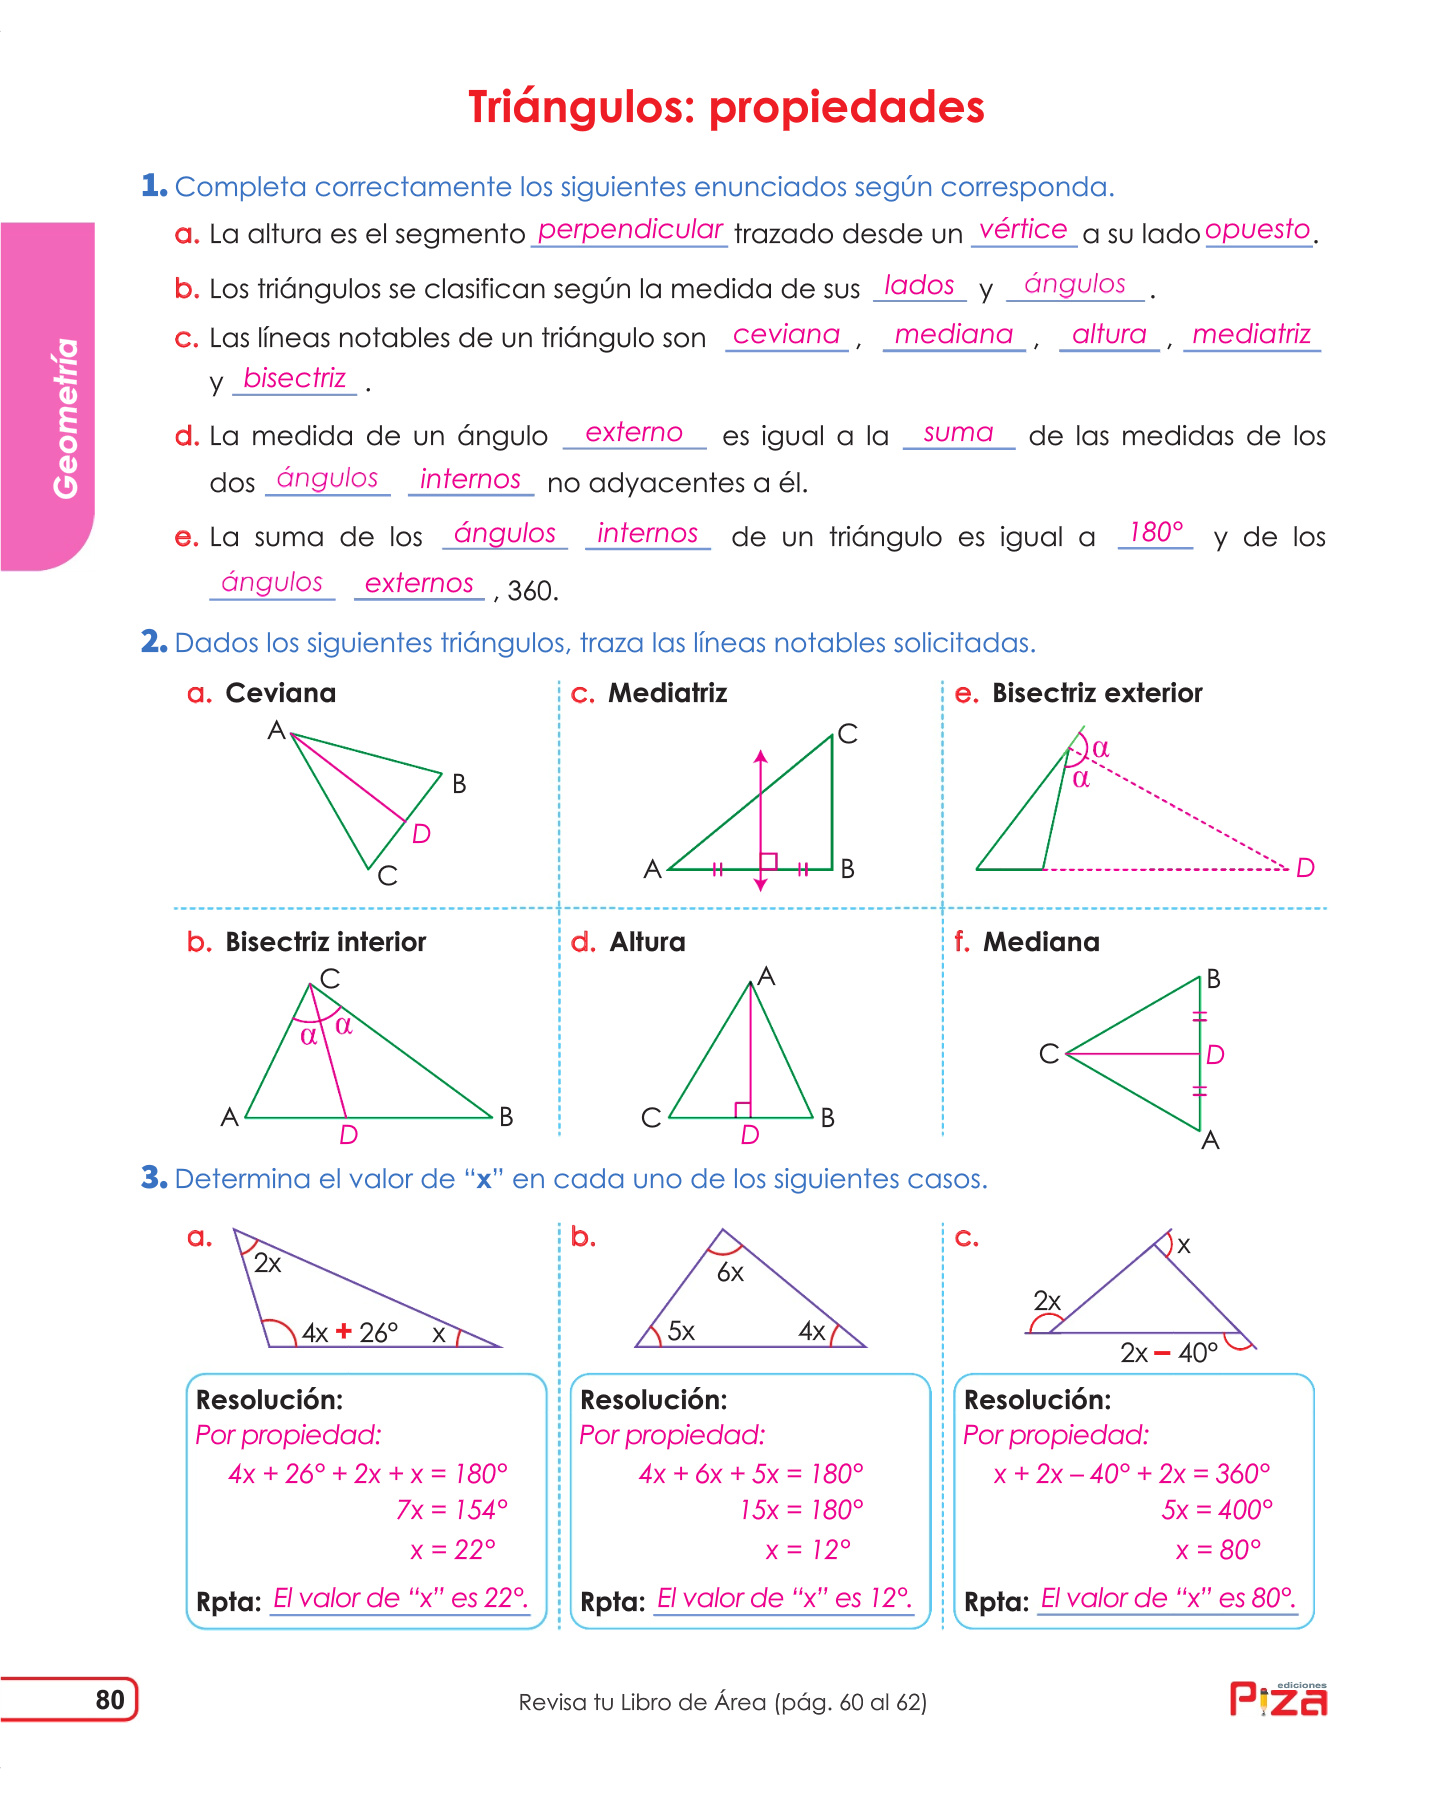 Triángulos: propiedades
Geometría
1. Completa correctamente los siguientes enunciados según corresponda.
a. La altura es el segmento perpendicular trazado desde un vértice a su lado opuesto.
b. Los triángulos se clasifican según la medida de sus lados y ángulos .
c. Las líneas notables de un triángulo son ceviana , mediana , altura , mediatriz
y bisectriz .
d. La medida de un ángulo externo es igual a la suma de las medidas de los
dos ángulos internos no adyacentes a él.
e. La suma de los ángulos internos de un triángulo es igual a 180° y de los
ángulos externos , 360.
2. Dados los siguientes triángulos, traza las líneas notables solicitadas.
a. Ceviana
A
B
D
C
c. Mediatriz
C
A
B
e. Bisectriz exterior
α
α
D
b. Bisectriz interior
C
α α
A
B
D
d. Altura
A
C
B
D
f. Mediana
B
C
D
A
3. Determina el valor de “x” en cada uno de los siguientes casos.
a.
2x
4x + 26° x
b.
6x
5x 4x
c.
x
2x
2x – 40°
Resolución:
Por propiedad:
4x + 26° + 2x + x = 180°
7x = 154°
x = 22°
Rpta: El valor de “x” es 22°.
Resolución:
Por propiedad:
4x + 6x + 5x = 180°
15x = 180°
x = 12°
Rpta: El valor de “x” es 12°.
Resolución:
Por propiedad:
x + 2x – 40° + 2x = 360°
5x = 400°
x = 80°
Rpta: El valor de “x” es 80°.
80
Revisa tu Libro de Área (pág. 60 al 62)
ediciones
Piza